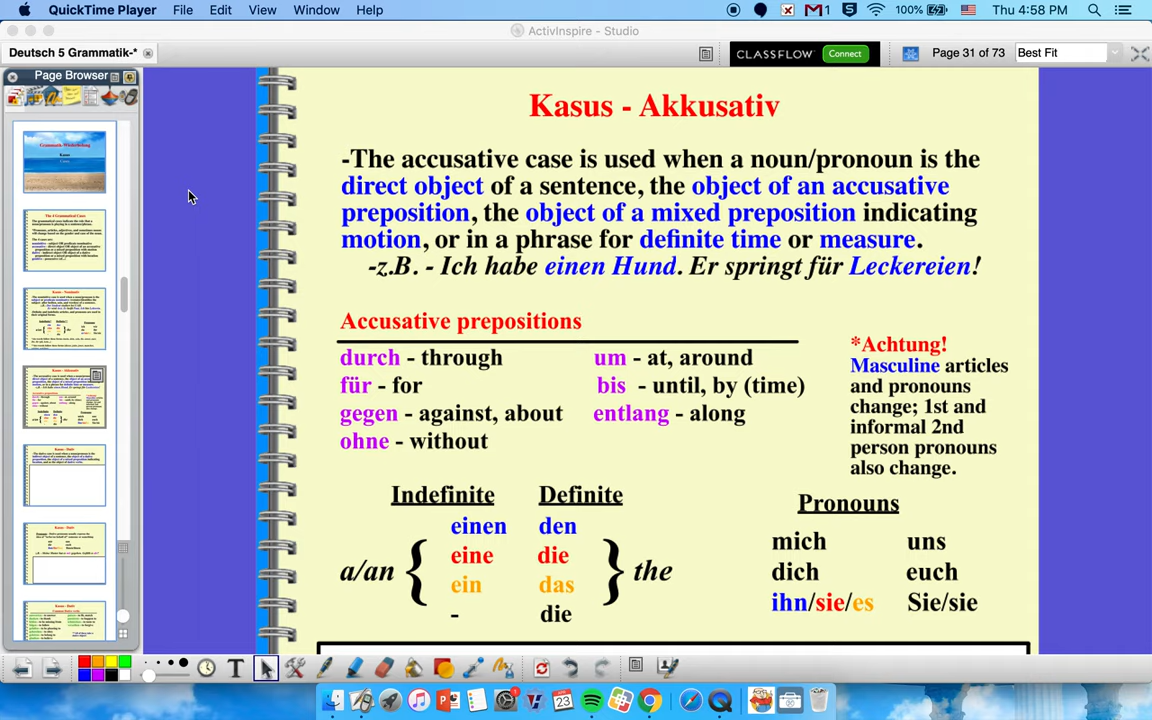 QuickTime Player File Edit View Window Help 1 100% Thu 4:58 PM
ActivInspire - Studio
Deutsch 5 Grammatik-* CLASSFLOW Connect Page 31 of 73 Best Fit
Page Browser
Kasus - Akkusativ
-The accusative case is used when a noun/pronoun is the
direct object of a sentence, the object of an accusative
preposition, the object of a mixed preposition indicating
motion, or in a phrase for definite time or measure.
-z.B. - Ich habe einen Hund. Er springt für Leckereien!
Accusative prepositions
durch - through um - at, around
für - for bis - until, by (time)
gegen - against, about entlang - along
ohne - without
*Achtung!
Masculine articles
and pronouns
change; 1st and
informal 2nd
person pronouns
also change.
Indefinite Definite
einen den
eine die
a/an { } the
ein das
- die
Pronouns
mich uns
dich euch
ihn/sie/es Sie/sie
The 4 Grammatical Cases
T
23